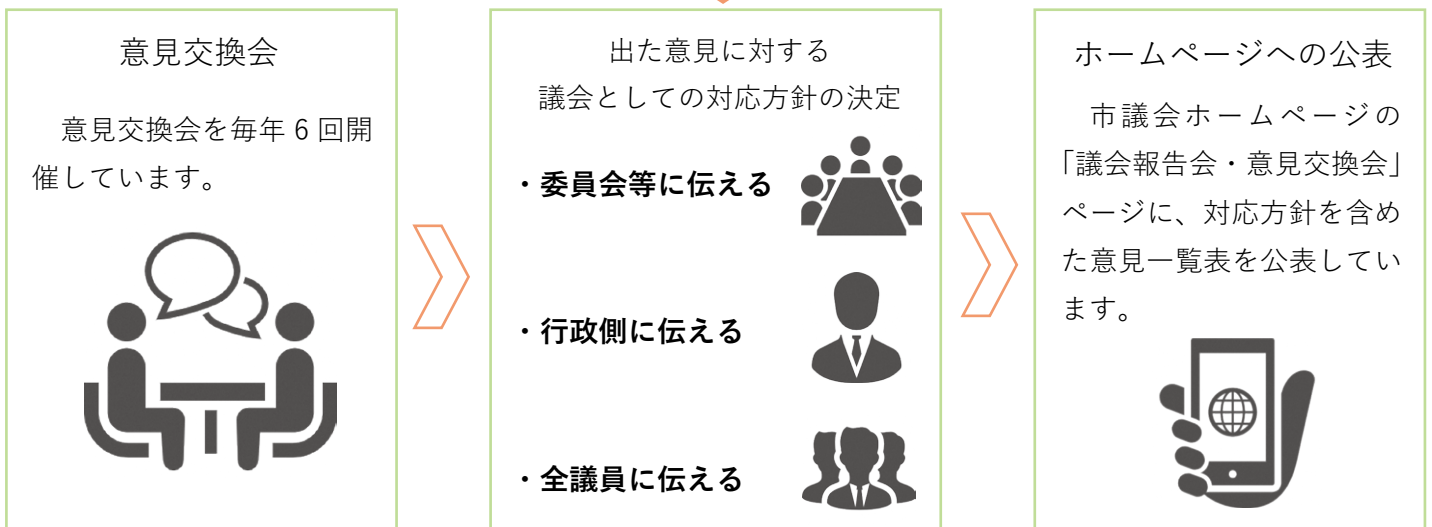 意見交換会
意見交換会を毎年 6 回開
催しています。
出た意見に対する
議会としての対応方針の決定
・委員会等に伝える
・行政側に伝える
・全議員に伝える
ホームページへの公表
市議会ホームページの
「議会報告会・意見交換会」
ページに、対応方針を含め
た意見一覧表を公表してい
ます。